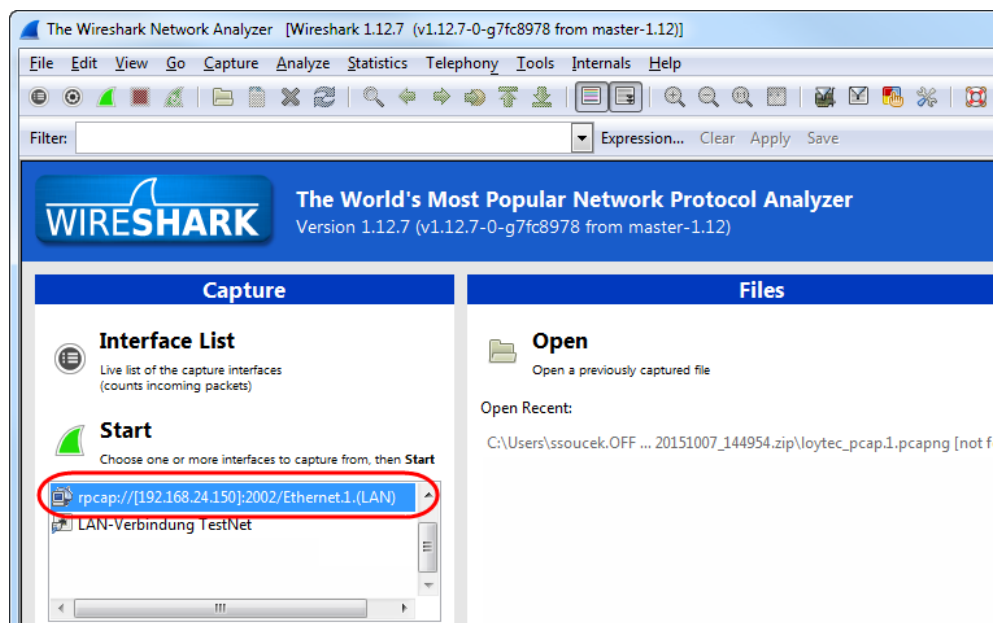 The Wireshark Network Analyzer [Wireshark 1.12.7 (v1.12.7-0-g7fc8978 from master-1.12)]
File Edit View Go Capture Analyze Statistics Telephony Tools Internals Help
Filter: Expression... Clear Apply Save
WIRESHARK
The World's Most Popular Network Protocol Analyzer
Version 1.12.7 (v1.12.7-0-g7fc8978 from master-1.12)
Capture
Interface List
Live list of the capture interfaces
(counts incoming packets)
Start
Choose one or more interfaces to capture from, then Start
rpcap://[192.168.24.150]:2002/Ethernet.1.(LAN)
LAN-Verbindung TestNet
Files
Open
Open a previously captured file
Open Recent:
C:\Users\ssoucek.OFF ... 20151007_144954.zip\loytec_pcap.1.pcapng [not f